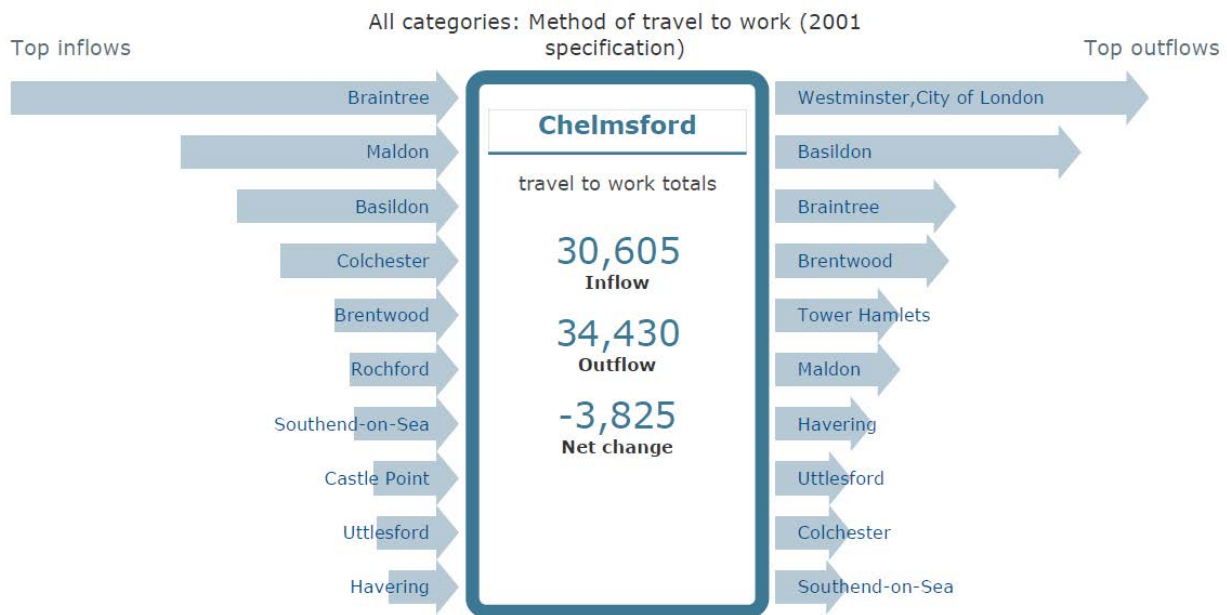 All categories: Method of travel to work (2001
specification)
Top inflows
Top outflows
Braintree
Maldon
Basildon
Colchester
Brentwood
Rochford
Southend-on-Sea
Castle Point
Uttlesford
Havering
Chelmsford
travel to work totals
30,605
Inflow
34,430
Outflow
-3,825
Net change
Westminster,City of London
Basildon
Braintree
Brentwood
Tower Hamlets
Maldon
Havering
Uttlesford
Colchester
Southend-on-Sea